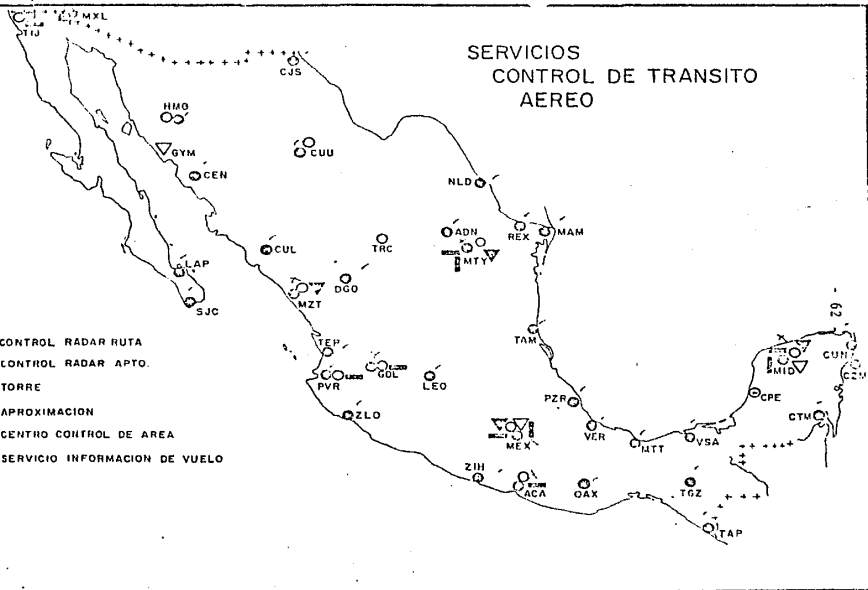 SERVICIOS
CONTROL DE TRANSITO
AEREO
TIJ
MXL
CJS
HMO
GYM
CEN
CUU
NLD
ADN
REX
MAM
MTY
CUL
TRC
LAP
DGO
MZT
SJC
TAM
- 62
CONTROL RADAR RUTA
CONTROL RADAR APTO.
TORRE
APROXIMACION
CENTRO CONTROL DE AREA
SERVICIO INFORMACION DE VUELO
TEP
PVR
GDL
LEO
ZLO
PZR
VER
MEX
MTT
VSA
CPE
MID
CUN
CZM
CTM
ZIH
ACA
OAX
TGZ
TAP